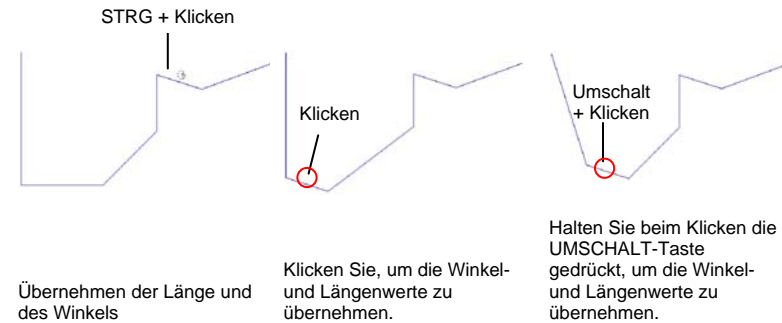 STRG + Klicken
Klicken
Umschalt
+ Klicken
Übernehmen der Länge und
des Winkels
Klicken Sie, um die Winkel-
und Längenwerte zu
übernehmen.
Halten Sie beim Klicken die
UMSCHALT-Taste
gedrückt, um die Winkel-
und Längenwerte zu
übernehmen.